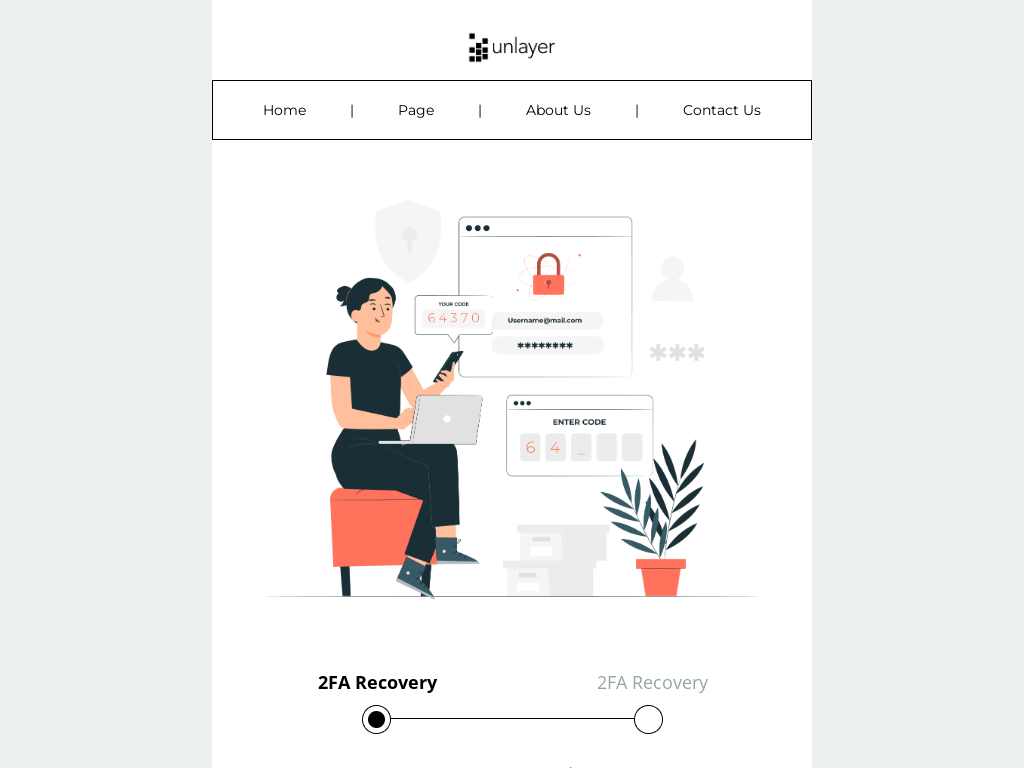 unlayer
Home | Page | About Us | Contact Us
YOUR CODE
64370
Username@mail.com
********
***
ENTER CODE
6 4 _
2FA Recovery
2FA Recovery